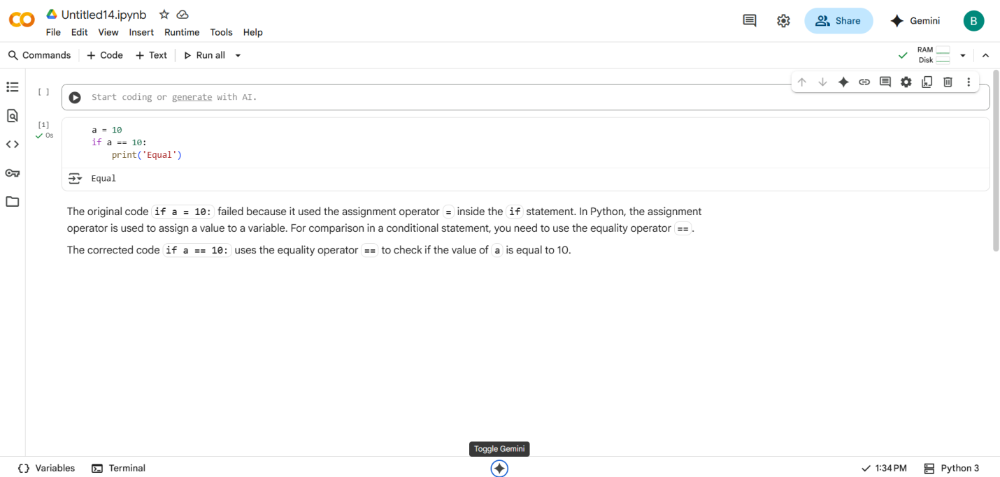 Untitled14.ipynb
File Edit View Insert Runtime Tools Help
Share
Gemini
B
Commands + Code + Text Run all
RAM
Disk
[ ]
Start coding or generate with AI.
[1]
0s
a = 10
if a == 10:
    print('Equal')
Equal
The original code if a = 10: failed because it used the assignment operator = inside the if statement. In Python, the assignment
operator is used to assign a value to a variable. For comparison in a conditional statement, you need to use the equality operator ==.
The corrected code if a == 10: uses the equality operator == to check if the value of a is equal to 10.
Toggle Gemini
{} Variables Terminal
1:34 PM Python 3